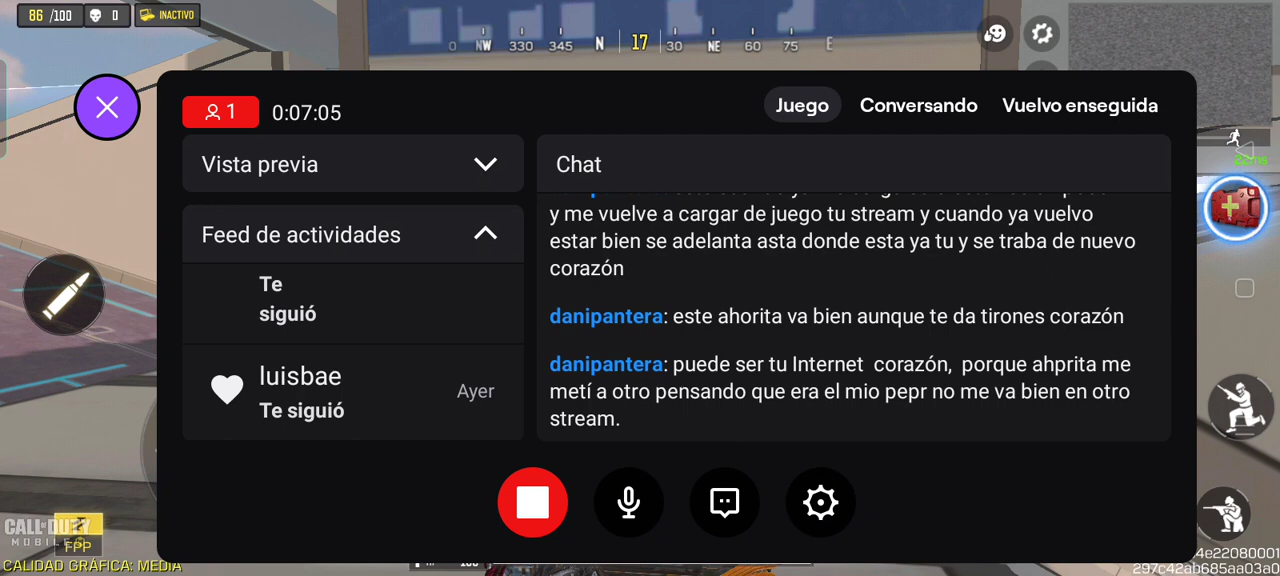 86 /100
0
INACTIVO
0 NW 330 345 N 17 30 NE 60 75 E
1
0:07:05
Juego Conversando Vuelvo enseguida
Vista previa
Feed de actividades
Te
siguió
luisbae
Te siguió
Ayer
Chat
y me vuelve a cargar de juego tu stream y cuando ya vuelvo
estar bien se adelanta asta donde esta ya tu y se traba de nuevo
corazón
danipantera: este ahorita va bien aunque te da tirones corazón
danipantera: puede ser tu Internet corazón, porque ahprita me
metí a otro pensando que era el mio pepr no me va bien en otro
stream.
CALL OF DUTY
MOBILE
FPP
CALIDAD GRÁFICA: MEDIA
4e22080001
297c42ab685aa03a0